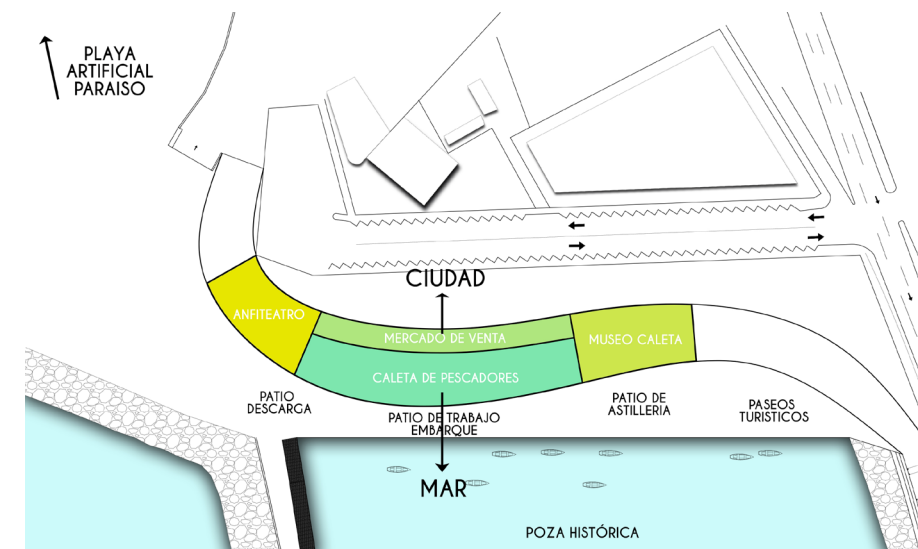 PLAYA
ARTIFICIAL
PARAISO
CIUDAD
ANFITEATRO
MERCADO DE VENTA
MUSEO CALETA
CALETA DE PESCADORES
PATIO
DESCARGA
PATIO DE TRABAJO
EMBARQUE
PATIO DE
ASTILLERIA
PASEOS
TURISTICOS
MAR
POZA HISTÓRICA